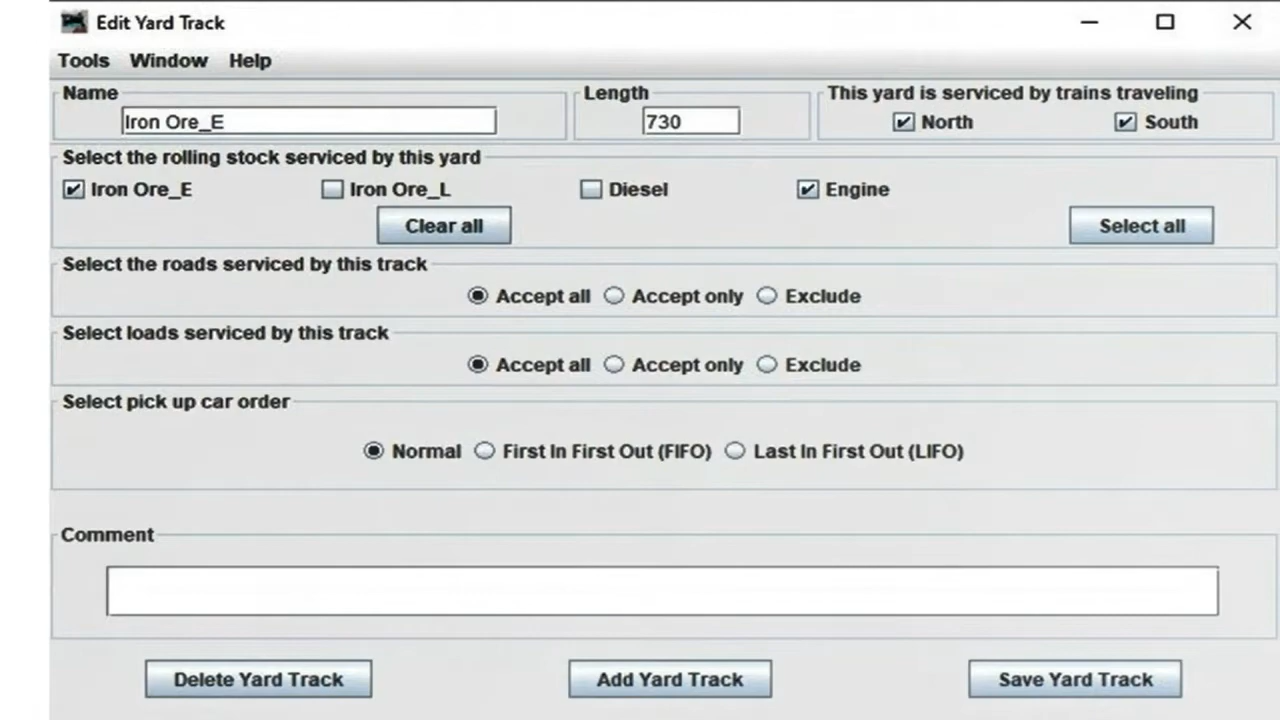 Edit Yard Track
Tools Window Help
Name Length This yard is serviced by trains traveling
Iron Ore_E 730 North South
Select the rolling stock serviced by this yard
Iron Ore_E Iron Ore_L Diesel Engine
Clear all Select all
Select the roads serviced by this track
Accept all Accept only Exclude
Select loads serviced by this track
Accept all Accept only Exclude
Select pick up car order
Normal First In First Out (FIFO) Last In First Out (LIFO)
Comment
Delete Yard Track Add Yard Track Save Yard Track